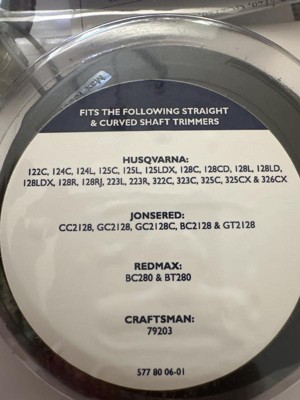 FITS THE FOLLOWING STRAIGHT
& CURVED SHAFT TRIMMERS
HUSQVARNA:
122C, 124C, 124L, 125C, 125L, 125LDX, 128C, 128CD, 128L, 128LD,
128LDX, 128R, 128RJ, 223L, 223R, 322C, 323C, 325C, 325CX & 326CX
JONSERED:
CC2128, GC2128, GC2128C, BC2128 & GT2128
REDMAX:
BC280 & BT280
CRAFTSMAN:
79203
577 80 06-01